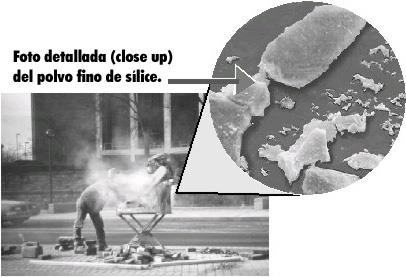 Foto detallada (close up)
del polvo fino de sílice.